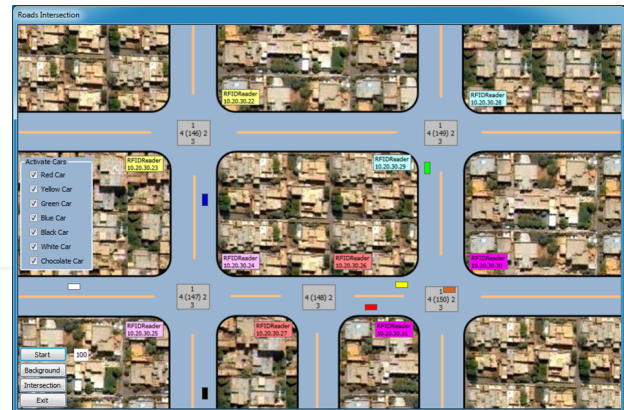 Roads Intersection
RFIDReader
10.20.30.22
RFIDReader
10.20.30.28
1
4 (146) 2
3
1
4 (149) 2
3
Activate Cars
Red Car
Yellow Car
Green Car
Blue Car
Black Car
White Car
Chocolate Car
RFIDReader
10.20.30.23
RFIDReader
10.20.30.29
RFIDReader
10.20.30.24
RFIDReader
10.20.30.26
RFIDReader
10.20.30.30
1
4 (147) 2
3
4 (148) 2
3
1
4 (150) 2
3
RFIDReader
10.20.30.25
RFIDReader
10.20.30.27
RFIDReader
10.20.30.31
Start
100
Background
Intersection
Exit